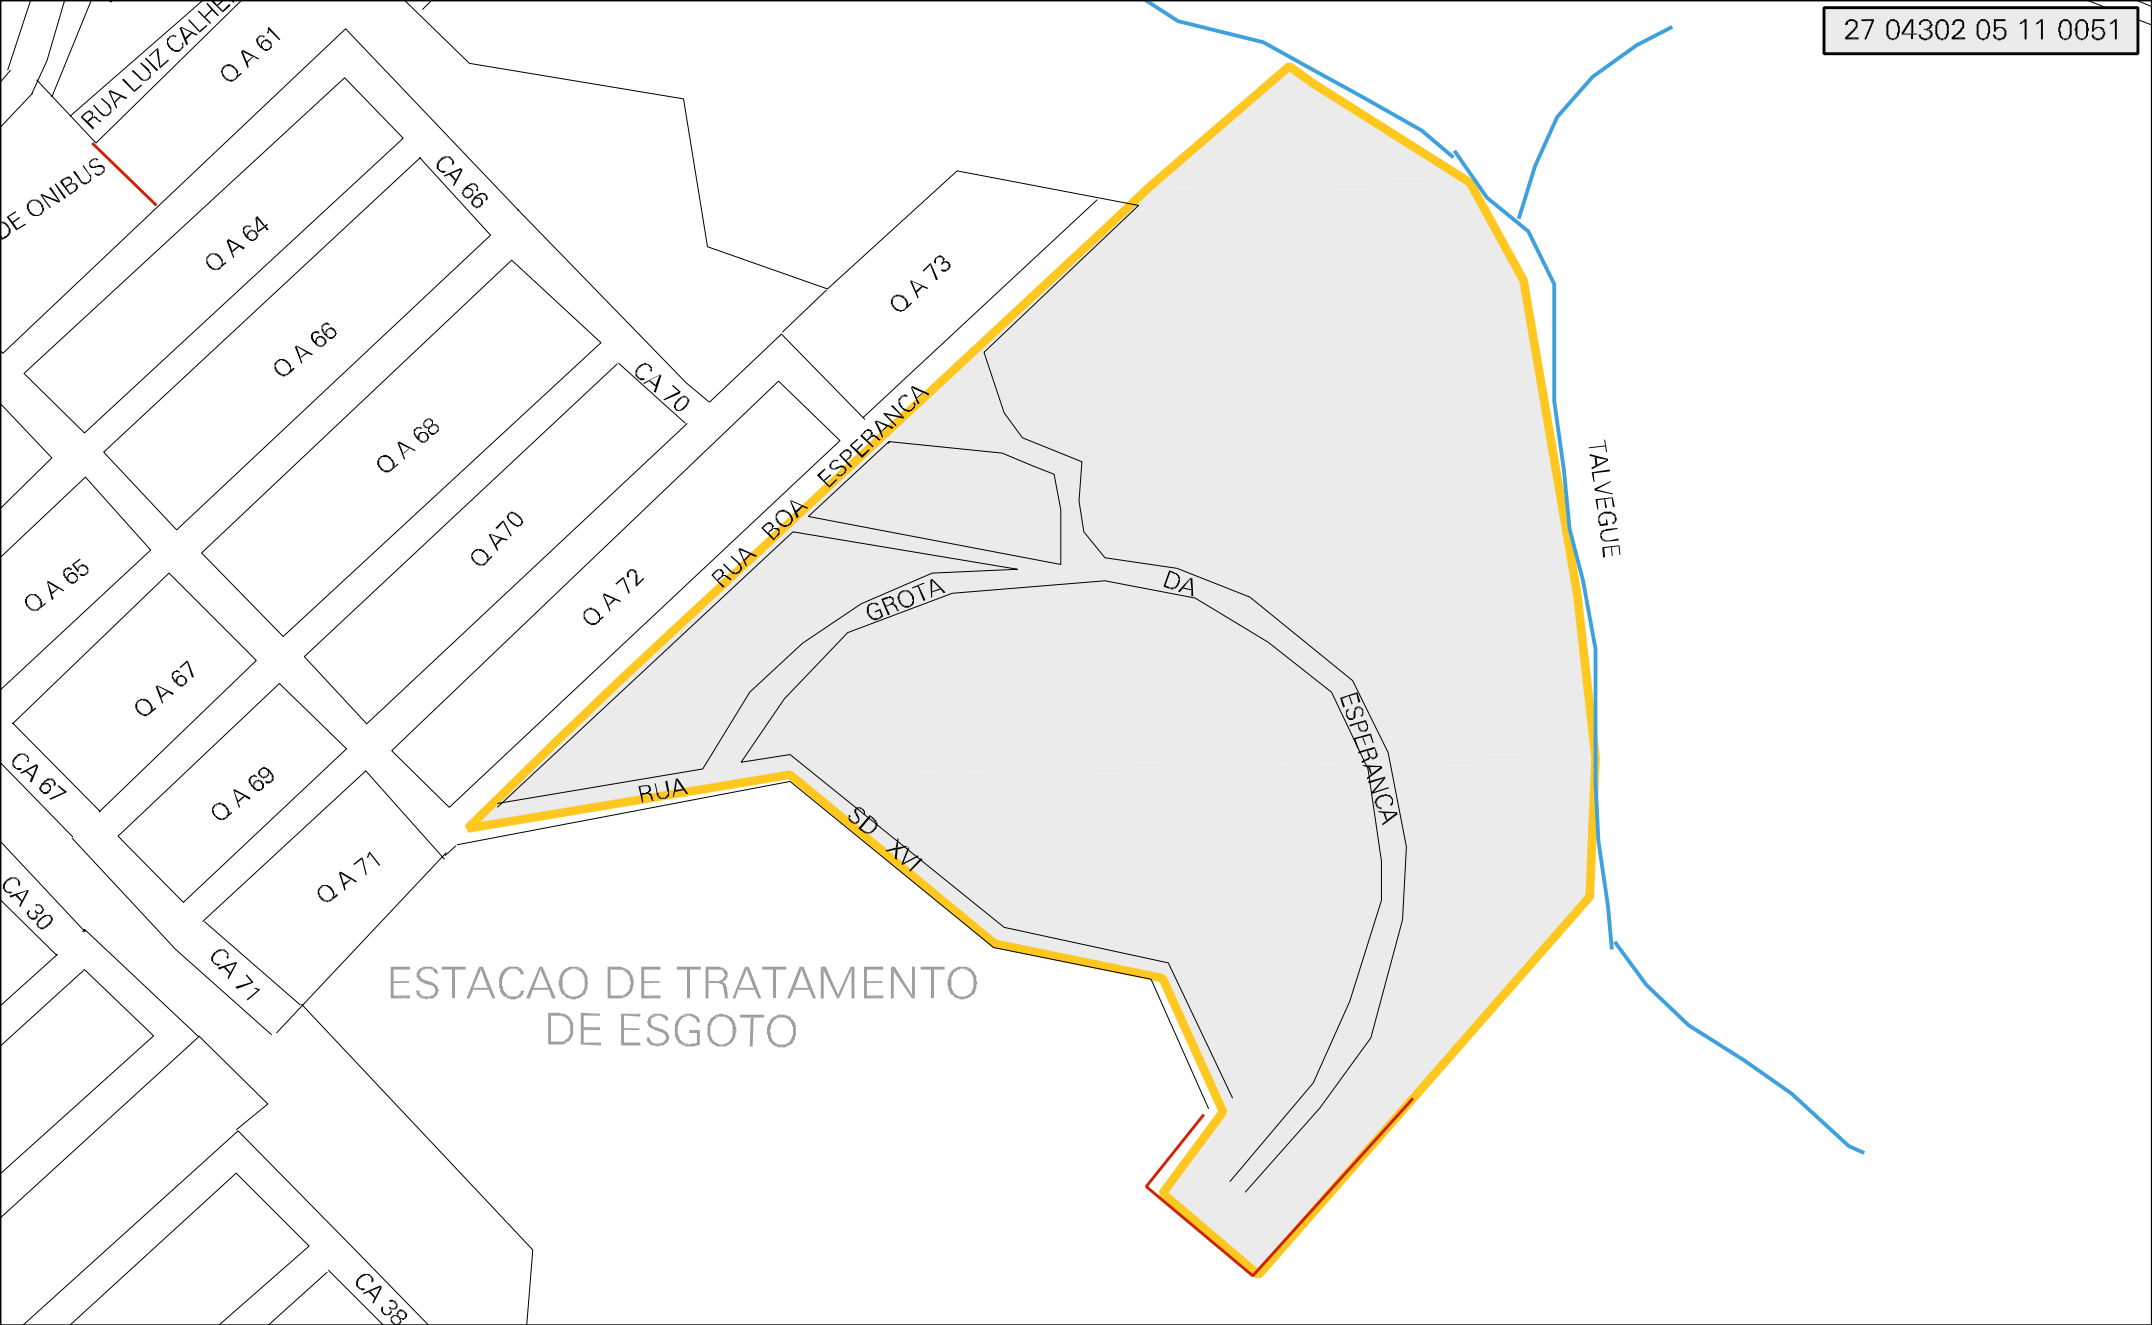 27 04302 05 11 0051
RUA LUIZ CALHE
Q A 61
DE ONIBUS
CA 66
Q A 64
Q A 73
Q A 66
CA 70
Q A 68
RUA BOA ESPERANCA
TALVEGUE
Q A 70
Q A 65
Q A 72
GROTA
DA
ESPERANCA
Q A 67
CA 67
Q A 69
RUA
SD XVI
Q A 71
CA 30
CA 71
ESTACAO DE TRATAMENTO
DE ESGOTO
CA 38